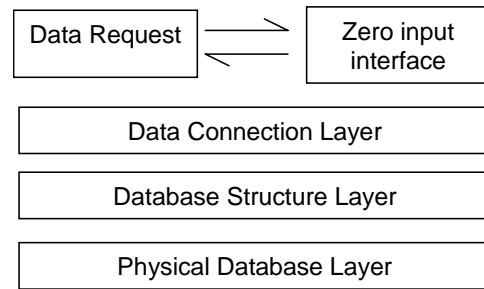 Data Request
Zero input
interface
Data Connection Layer
Database Structure Layer
Physical Database Layer